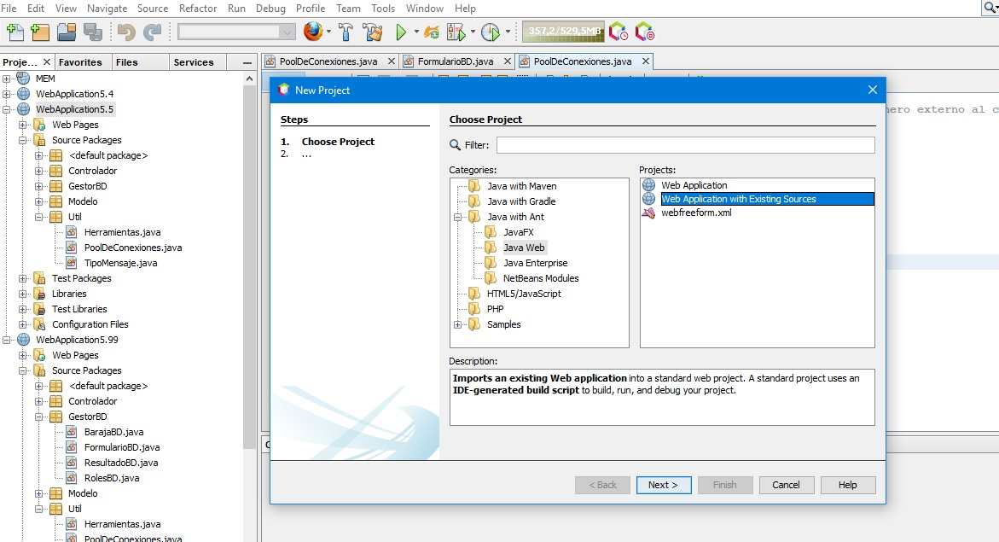 File Edit View Navigate Source Refactor Run Debug Profile Team Tools Window Help
357,2/529,5MB
Proje... Favorites Files Services
PoolDeConexiones.java FormularioBD.java PoolDeConexiones.java
MEM
WebApplication5.4
WebApplication5.5
Web Pages
Source Packages
<default package>
Controlador
GestorBD
Modelo
Util
Herramientas.java
PoolDeConexiones.java
TipoMensaje.java
Test Packages
Libraries
Test Libraries
Configuration Files
WebApplication5.99
Web Pages
Source Packages
<default package>
Controlador
GestorBD
BarajaBD.java
FormularioBD.java
ResultadoBD.java
RolesBD.java
Modelo
Util
Herramientas.java
PoolDeConexiones.java
nero externo al c
New Project
Steps
1. Choose Project
2. ...
Choose Project
Filter:
Categories:
Java with Maven
Java with Gradle
Java with Ant
JavaFX
Java Web
Java Enterprise
NetBeans Modules
HTML5/JavaScript
PHP
Samples
Projects:
Web Application
Web Application with Existing Sources
webfreeform.xml
Description:
Imports an existing Web application into a standard web project. A standard project uses an
IDE-generated build script to build, run, and debug your project.
< Back Next > Finish Cancel Help